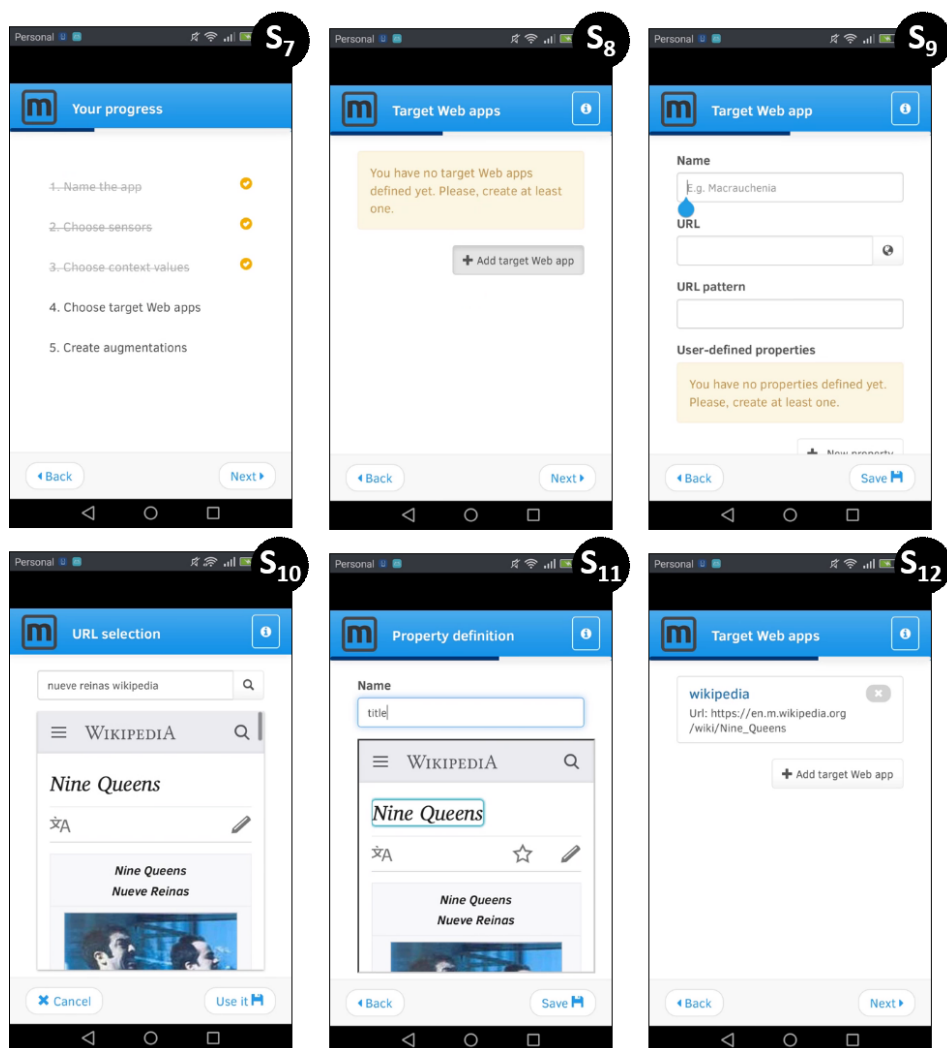 Personal
S7
m Your progress
1. Name the app
2. Choose sensors
3. Choose context values
4. Choose target Web apps
5. Create augmentations
Back Next
Personal
S8
m Target Web apps
You have no target Web apps
defined yet. Please, create at least
one.
+ Add target Web app
Back Next
Personal
S9
m Target Web app
Name
E.g. Macrauchenia
URL
URL pattern
User-defined properties
You have no properties defined yet.
Please, create at least one.
+ New property
Back Save
Personal
S10
m URL selection
nueve reinas wikipedia
WIKIPEDIA
Nine Queens
文A
Nine Queens
Nueve Reinas
Cancel Use it
Personal
S11
m Property definition
Name
title
WIKIPEDIA
Nine Queens
文A
Nine Queens
Nueve Reinas
Back Save
Personal
S12
m Target Web apps
wikipedia
Url: https://en.m.wikipedia.org
/wiki/Nine_Queens
+ Add target Web app
Back Next